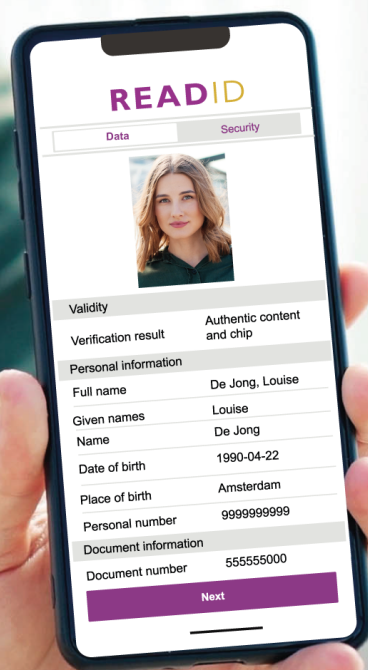 READID
Data Security
Validity
Verification result Authentic content
and chip
Personal information
Full name De Jong, Louise
Given names Louise
Name De Jong
Date of birth 1990-04-22
Place of birth Amsterdam
Personal number 9999999999
Document information
Document number 555555000
Next